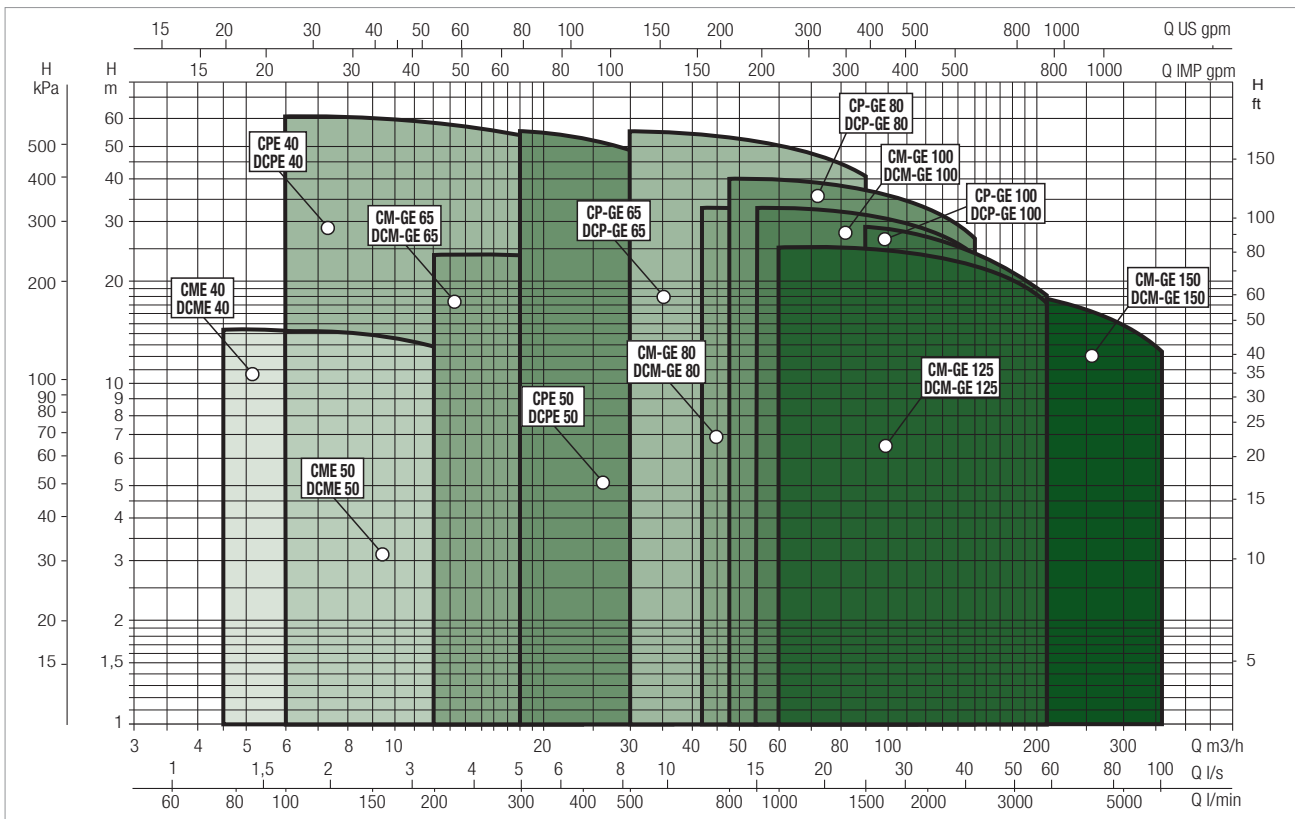 15 20 30 40 50 60 70 80 100 150 200 300 400 500 800 1000 Q US gpm
H H 15 20 30 40 50 60 80 100 150 200 300 400 500 800 1000 Q IMP gpm
kPa m
H
ft
60
500 50 150
400 40
300 30 100
80
200 20 60
50
40
100 10 35
90 9 30
80 8 25
70 7
60 6 20
50 5
40 4
30 3 10
20 2
15 1,5 5
1
CPE 40
DCPE 40
CM-GE 65
DCM-GE 65
CME 40
DCME 40
CME 50
DCME 50
CPE 50
DCPE 50
CP-GE 65
DCP-GE 65
CM-GE 80
DCM-GE 80
CP-GE 80
DCP-GE 80
CM-GE 100
DCM-GE 100
CP-GE 100
DCP-GE 100
CM-GE 125
DCM-GE 125
CM-GE 150
DCM-GE 150
3 4 5 6 8 10 20 30 40 50 60 80 100 200 300 Q m3/h
1 1,5 2 3 4 5 6 8 10 15 20 30 40 50 60 80 100 Q l/s
60 80 100 150 200 300 400 500 800 1000 1500 2000 3000 5000 Q l/min